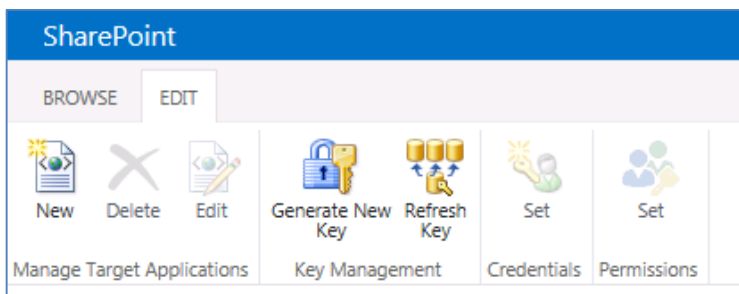 SharePoint
BROWSE EDIT
New Delete Edit Generate New Refresh Set Set
Key Key
Manage Target Applications Key Management Credentials Permissions